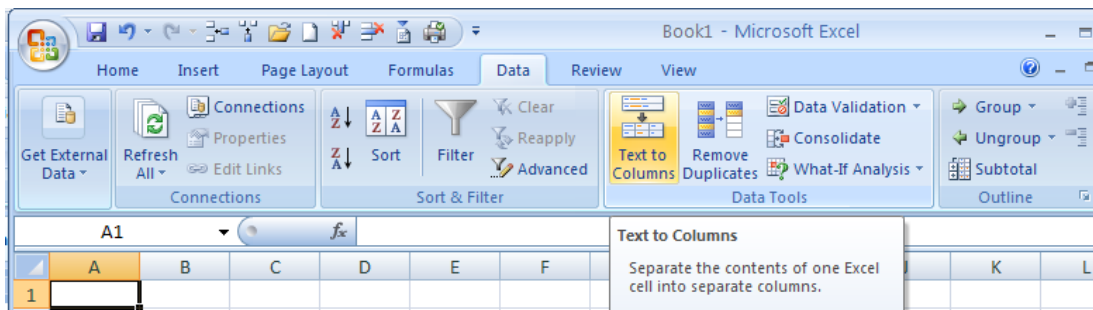 Book1 - Microsoft Excel
Home Insert Page Layout Formulas Data Review View
Get External Data
Refresh All
Connections
Properties
Edit Links
Connections
A Z
Z A
A Z Z A
Sort
Filter
Clear
Reapply
Advanced
Sort & Filter
Text to Columns
Remove Duplicates
Data Validation
Consolidate
What-If Analysis
Data Tools
Group
Ungroup
Subtotal
Outline
A1 fx
Text to Columns
Separate the contents of one Excel
cell into separate columns.
A B C D E F J K L
1